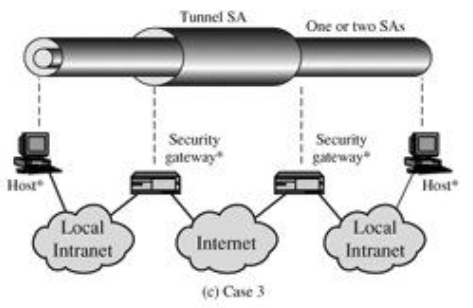 Tunnel SA
One or two SAs
Security
gateway*
Security
gateway*
Host*
Host*
Local
Intranet
Internet
Local
Intranet
(c) Case 3